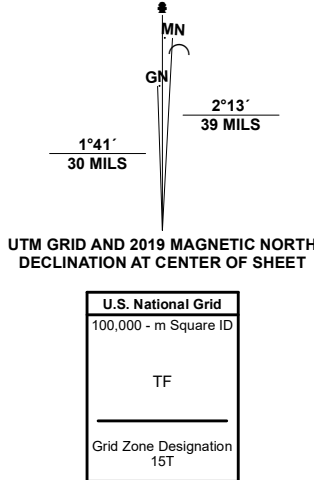 MN
GN
2°13´
39 MILS
1°41´
30 MILS
UTM GRID AND 2019 MAGNETIC NORTH
DECLINATION AT CENTER OF SHEET
U.S. National Grid
100,000 - m Square ID
TF
Grid Zone Designation
15T